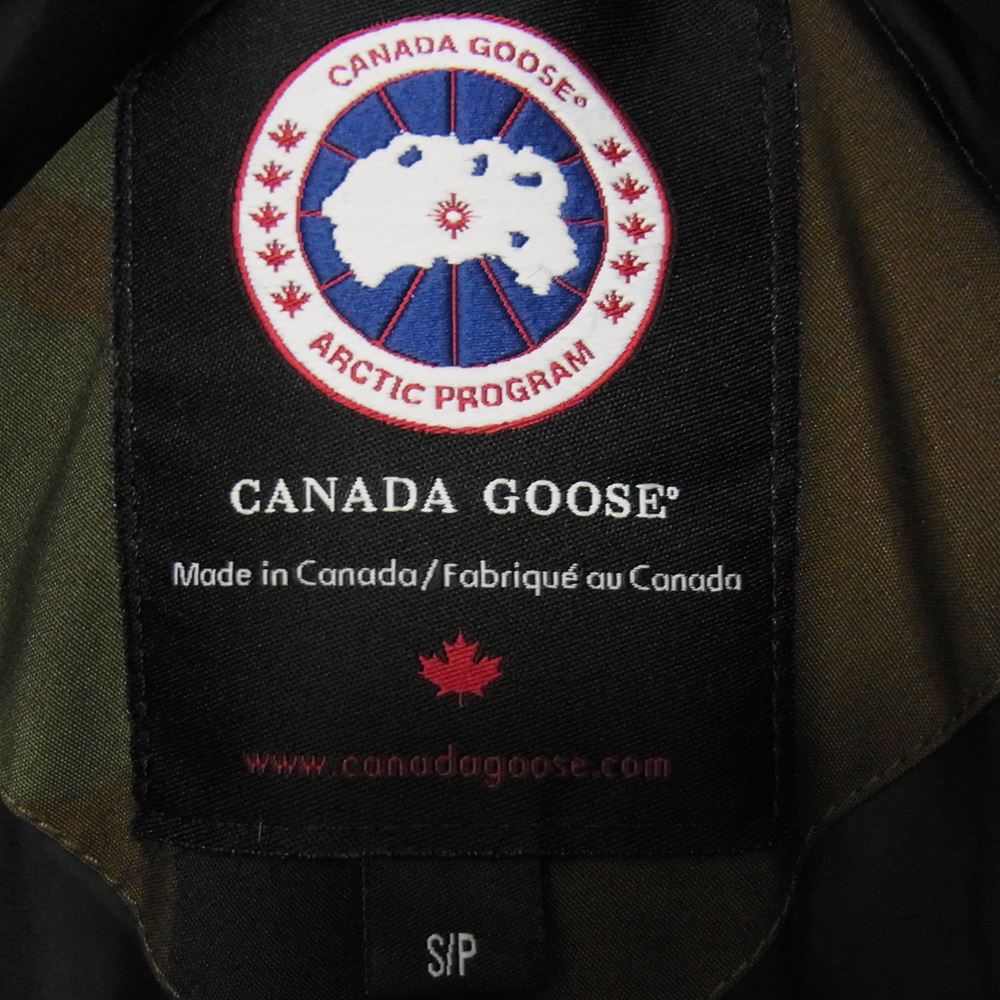 CANADA GOOSE®
ARCTIC PROGRAM
CANADA GOOSE®
Made in Canada/Fabriqué au Canada
www.canadagoose.com
S/P